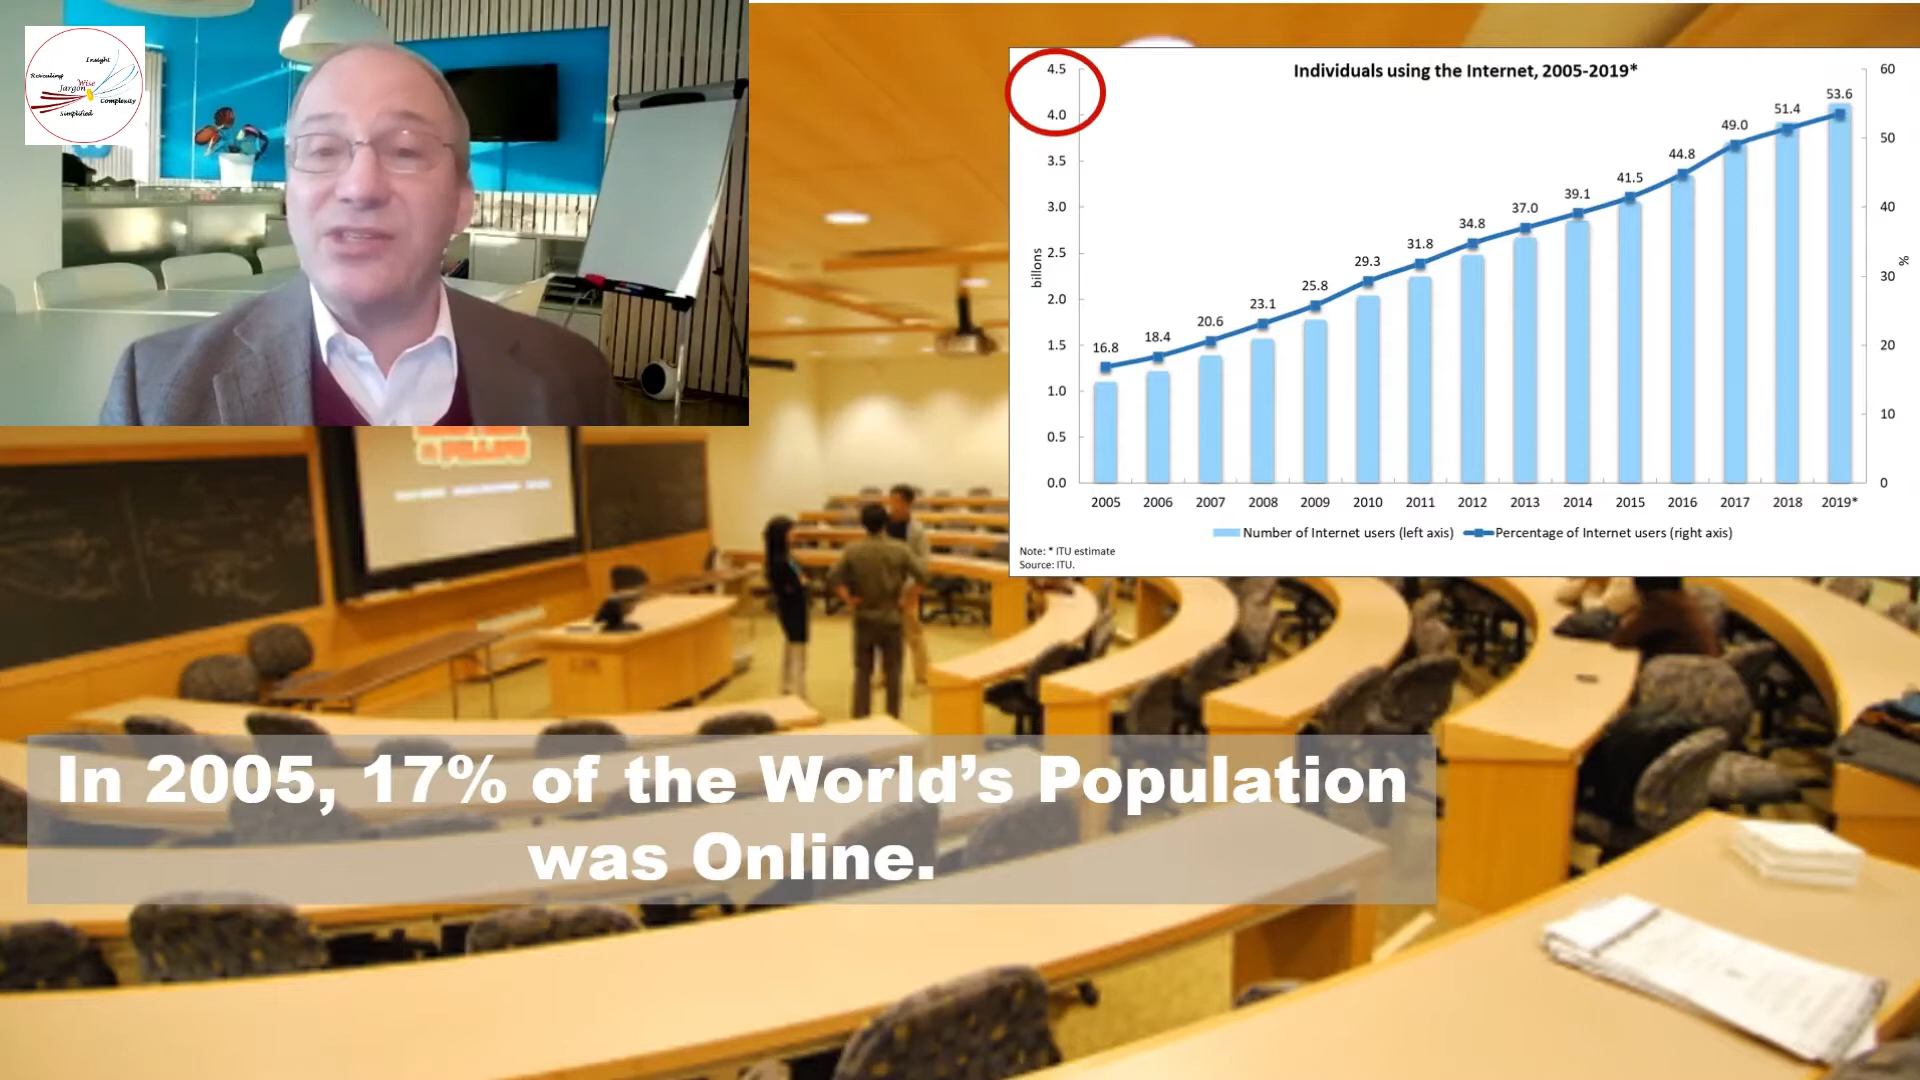 Insight
Revealing
Wise
Jargon
Complexity
Simplified
Individuals using the Internet, 2005-2019*
4.5
4.0
3.5
3.0
2.5
2.0
1.5
1.0
0.5
0.0
billions
60
50
40
30
20
10
0
%
16.8
18.4
20.6
23.1
25.8
29.3
31.8
34.8
37.0
39.1
41.5
44.8
49.0
51.4
53.6
2005 2006 2007 2008 2009 2010 2011 2012 2013 2014 2015 2016 2017 2018 2019*
Number of Internet users (left axis) Percentage of Internet users (right axis)
Note: * ITU estimate
Source: ITU.
In 2005, 17% of the World’s Population
was Online.